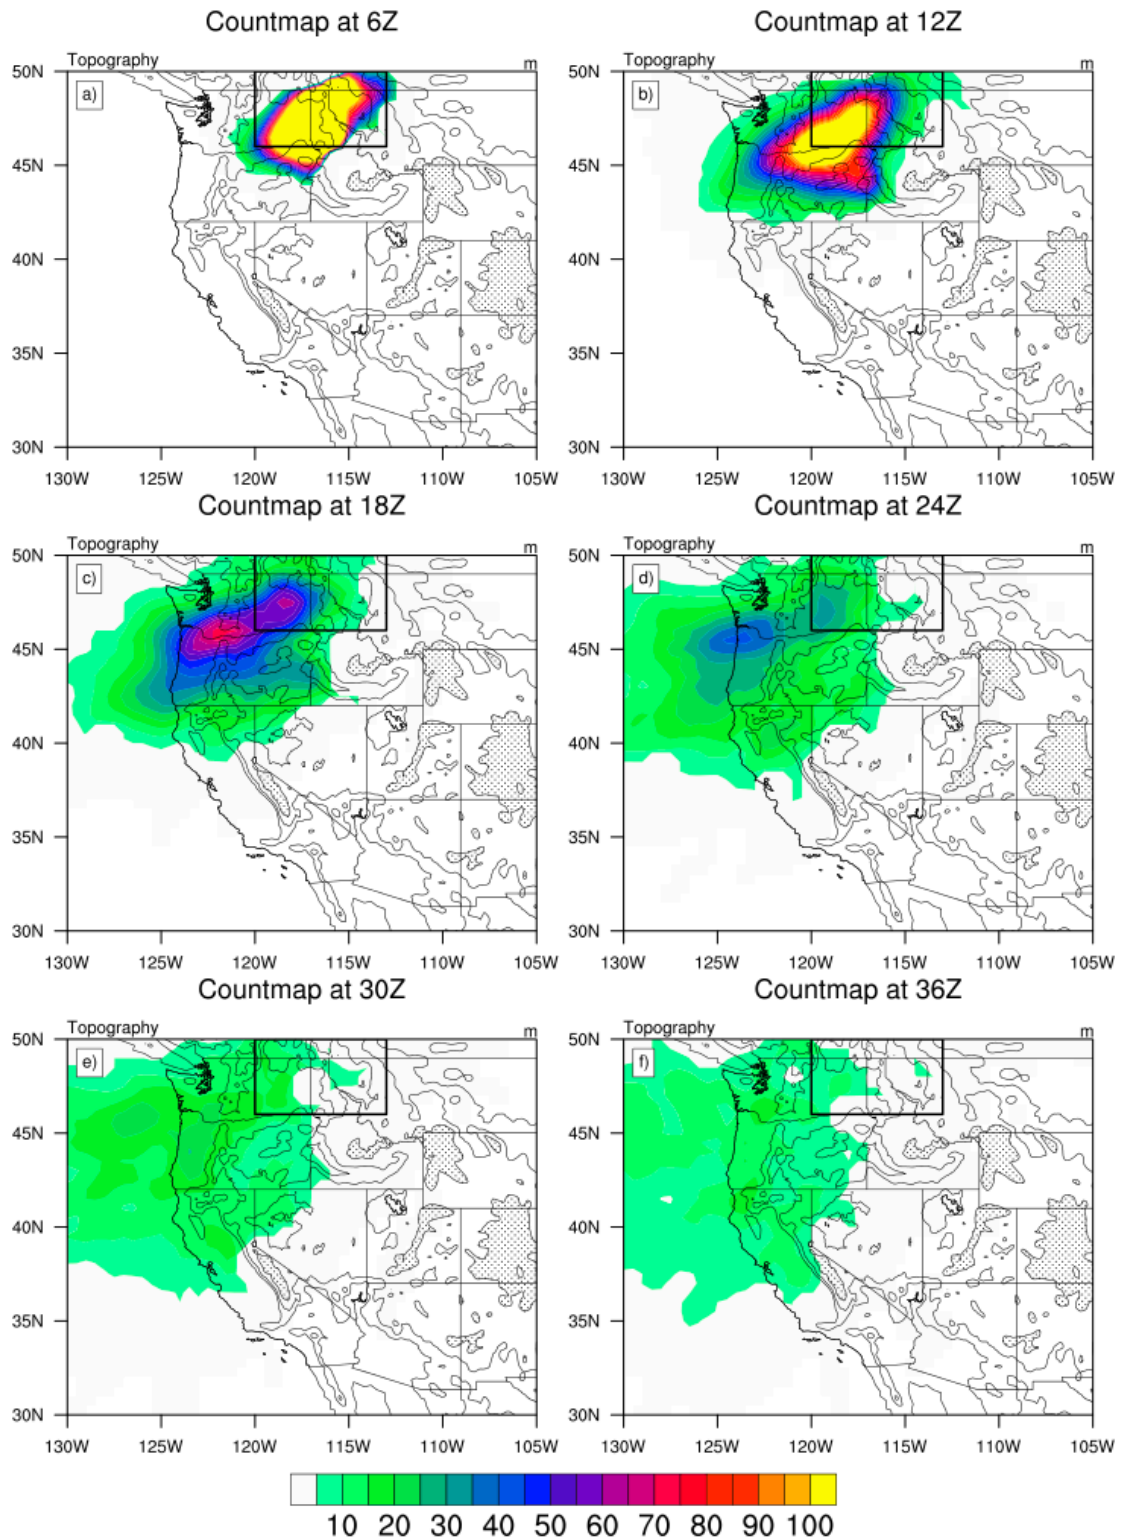 Countmap at 6Z
Countmap at 12Z
Topography m
Topography m
a)
b)
50N
45N
40N
35N
30N
50N
45N
40N
35N
30N
130W 125W 120W 115W 110W 105W
130W 125W 120W 115W 110W 105W
Countmap at 18Z
Countmap at 24Z
Topography m
Topography m
c)
d)
50N
45N
40N
35N
30N
50N
45N
40N
35N
30N
130W 125W 120W 115W 110W 105W
130W 125W 120W 115W 110W 105W
Countmap at 30Z
Countmap at 36Z
Topography m
Topography m
e)
f)
50N
45N
40N
35N
30N
50N
45N
40N
35N
30N
130W 125W 120W 115W 110W 105W
130W 125W 120W 115W 110W 105W
10 20 30 40 50 60 70 80 90 100